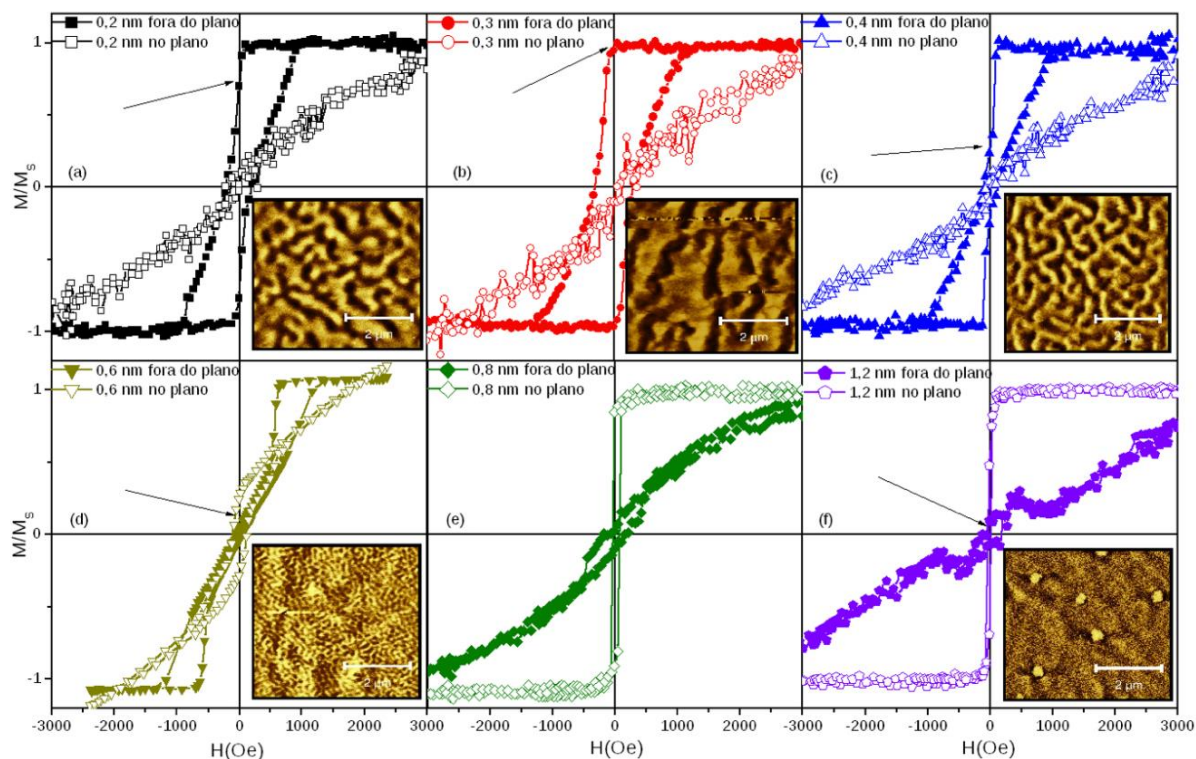 0,2 nm fora do plano
0,2 nm no plano
0,3 nm fora do plano
0,3 nm no plano
0,4 nm fora do plano
0,4 nm no plano
1
M/Ms
0
-1
(a)
(b)
(c)
2 µm
2 µm
2 µm
0,6 nm fora do plano
0,6 nm no plano
0,8 nm fora do plano
0,8 nm no plano
1,2 nm fora do plano
1,2 nm no plano
1
M/Ms
0
-1
(d)
(e)
(f)
2 µm
2 µm
-3000 -2000 -1000 0 1000 2000 -3000 -2000 -1000 0 1000 2000 -3000 -2000 -1000 0 1000 2000 3000
H(Oe) H(Oe) H(Oe)